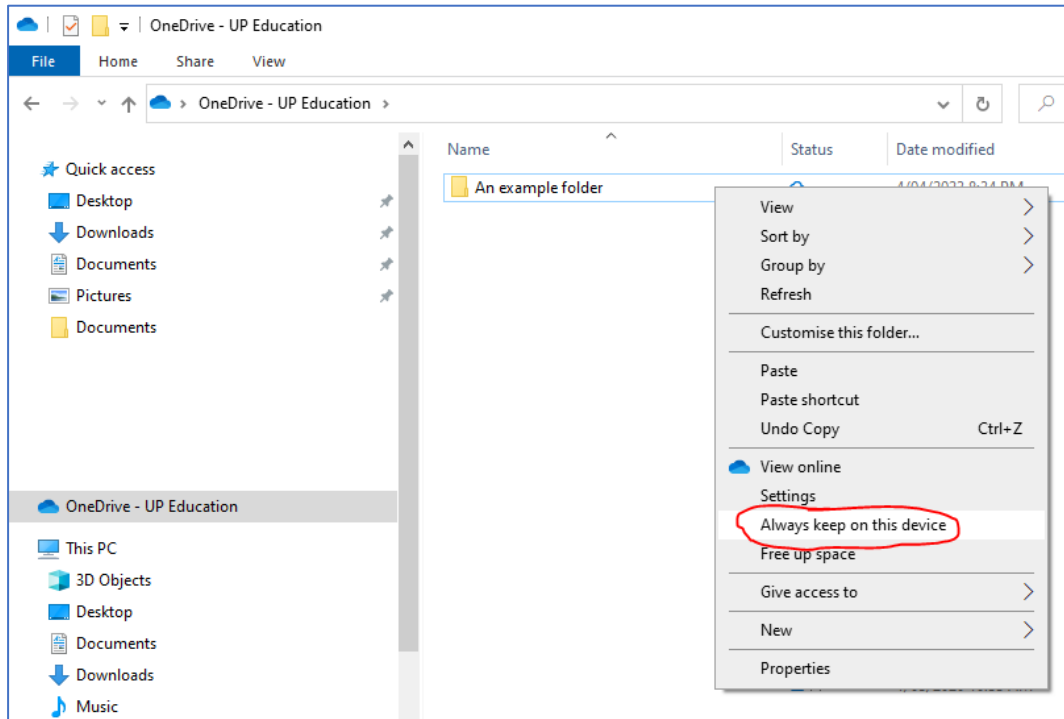 OneDrive - UP Education
File Home Share View
OneDrive - UP Education
Name Status Date modified
Quick access
Desktop
Downloads
Documents
Pictures
Documents
OneDrive - UP Education
This PC
3D Objects
Desktop
Documents
Downloads
Music
An example folder
View
Sort by
Group by
Refresh
Customise this folder...
Paste
Paste shortcut
Undo Copy Ctrl+Z
View online
Settings
Always keep on this device
Free up space
Give access to
New
Properties